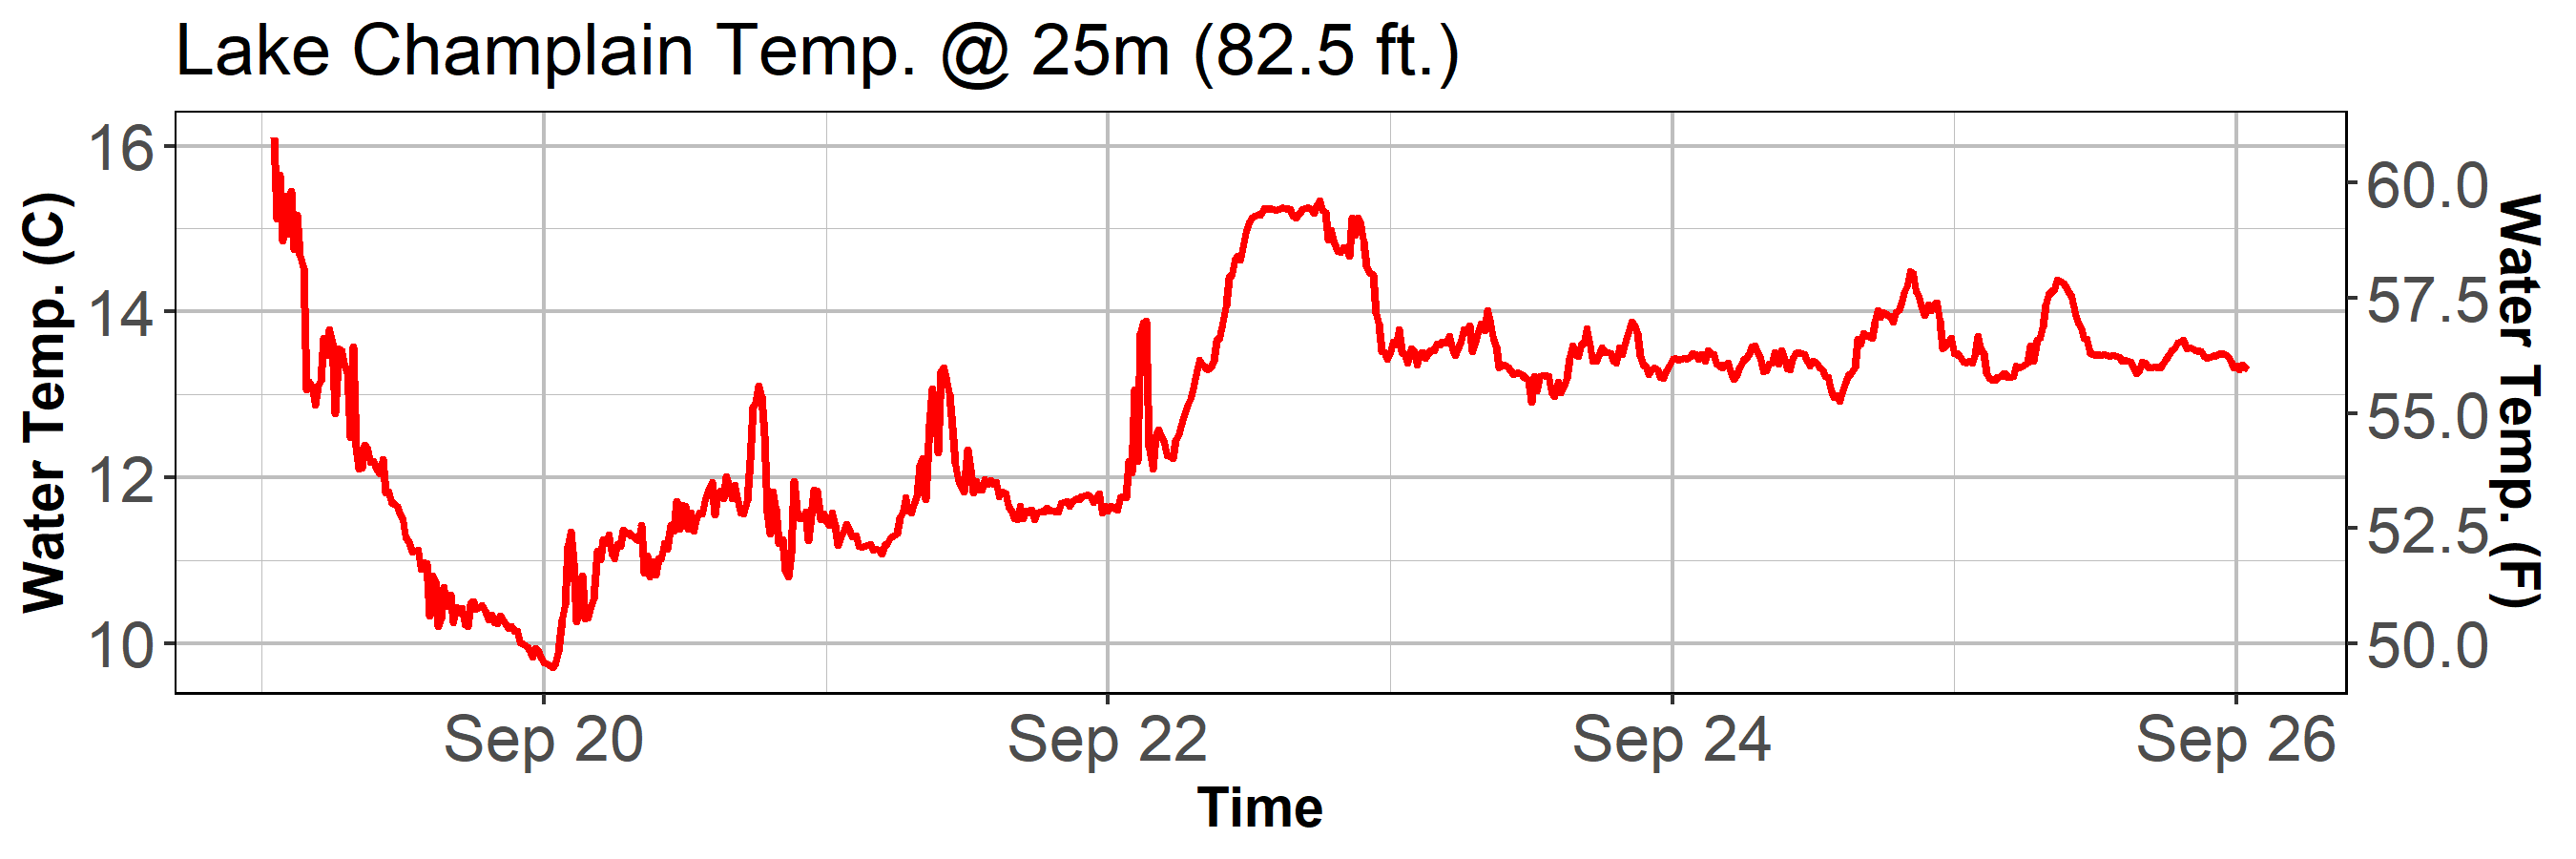 Lake Champlain Temp. @ 25m (82.5 ft.)
Water Temp. (C)
16
14
12
10
60.0
57.5
55.0
52.5
50.0
Water Temp. (F)
Sep 20 Sep 22 Sep 24 Sep 26
Time